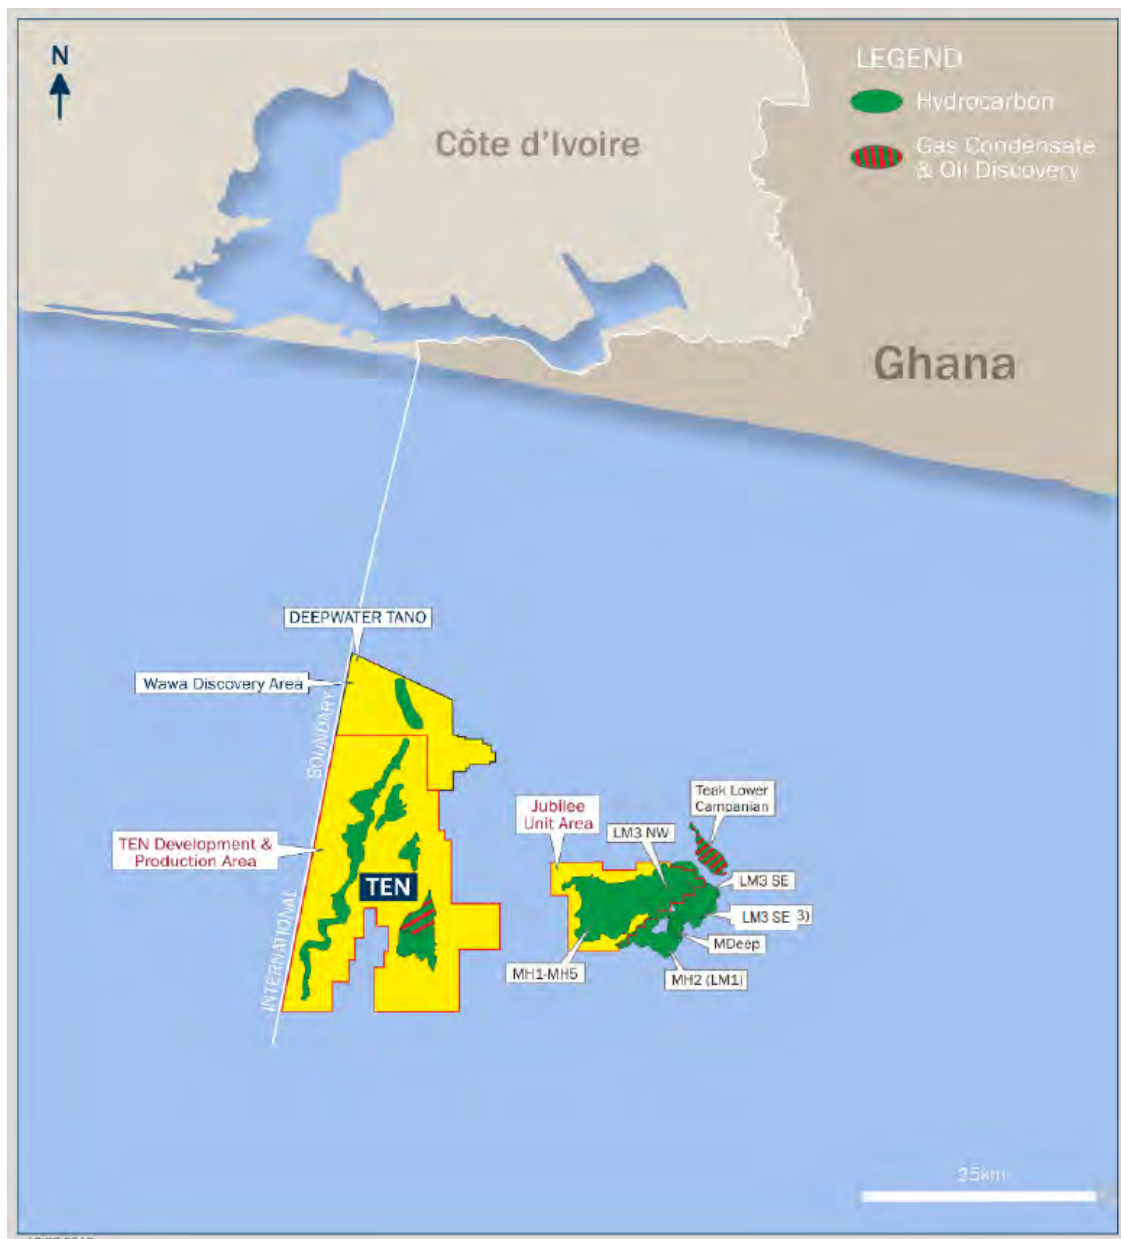 N
LEGEND
Hydrocarbon
Gas Condensate
& Oil Discovery
Côte d'Ivoire
Ghana
DEEPWATER TANO
Wawa Discovery Area
BOUNDARY
TEN Development &
Production Area
INTERNATIONAL
TEN
Jubilee
Unit Area
Teak Lower
Campanian
LM3 NW
LM3 SE
LM3 SE 3)
MDeep
MH1-MH5
MH2 (LM1)
25km